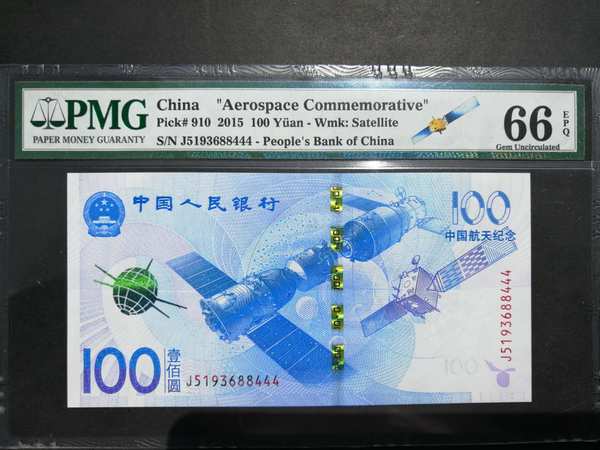 PMG
PAPER MONEY GUARANTY
China "Aerospace Commemorative"
Pick# 910 2015 100 Yüan - Wmk: Satellite
S/N J5193688444 - People's Bank of China
66
EPQ
Gem Uncirculated
中国人民银行
100
中国航天纪念
J5193688444
100
壹佰圆
J5193688444
100